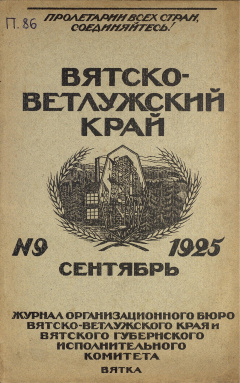 П.86
ПРОЛЕТАРИИ ВСЕХ СТРАН,
СОЕДИНЯЙТЕСЬ!
ВЯТСКО-
ВЕТЛУЖСКИЙ
КРАЙ
№9 1925
СЕНТЯБРЬ
ЖУРНАЛ ОРГАНИЗАЦИОННОГО БЮРО
ВЯТСКО-ВЕТЛУЖСКОГО КРАЯ И
ВЯТСКОГО ГУБЕРНСКОГО
ИСПОЛНИТЕЛЬНОГО
КОМИТЕТА
ВЯТКА